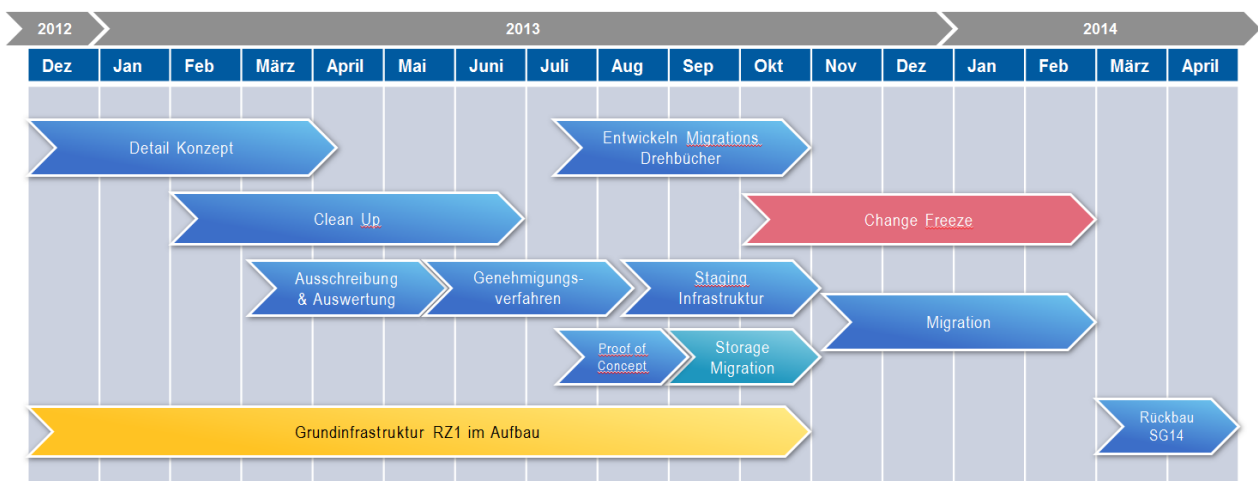 2012 2013 2014
Dez Jan Feb März April Mai Juni Juli Aug Sep Okt Nov Dez Jan Feb März April
Detail Konzept
Entwickeln Migrations
Drehbücher
Clean Up
Change Freeze
Ausschreibung
& Auswertung
Genehmigungs-
verfahren
Staging
Infrastruktur
Migration
Proof of
Concept
Storage
Migration
Grundinfrastruktur RZ1 im Aufbau
Rückbau
SG14